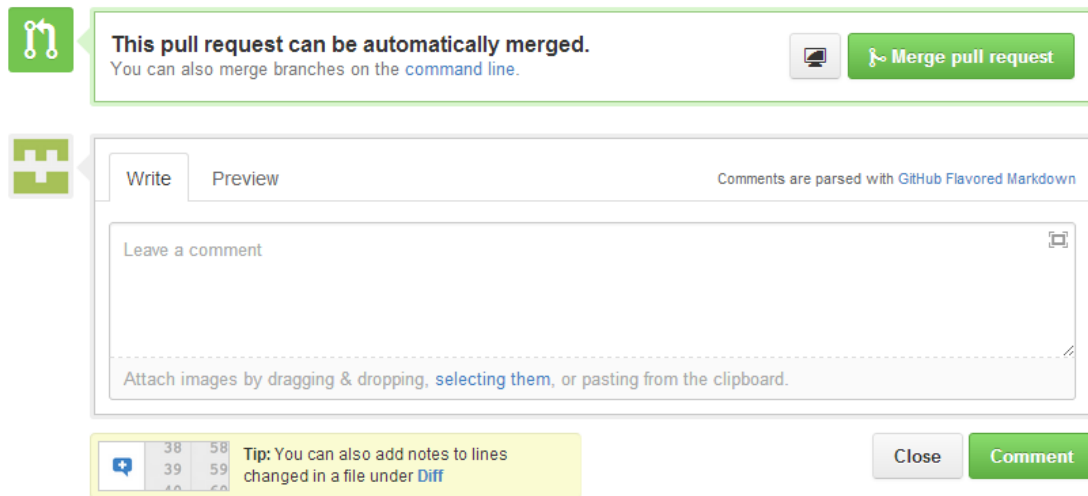 This pull request can be automatically merged.
You can also merge branches on the command line.
Merge pull request
Write
Preview
Comments are parsed with GitHub Flavored Markdown
Leave a comment
Attach images by dragging & dropping, selecting them, or pasting from the clipboard.
38 58
39 59
40 60
Tip: You can also add notes to lines
changed in a file under Diff
Close
Comment